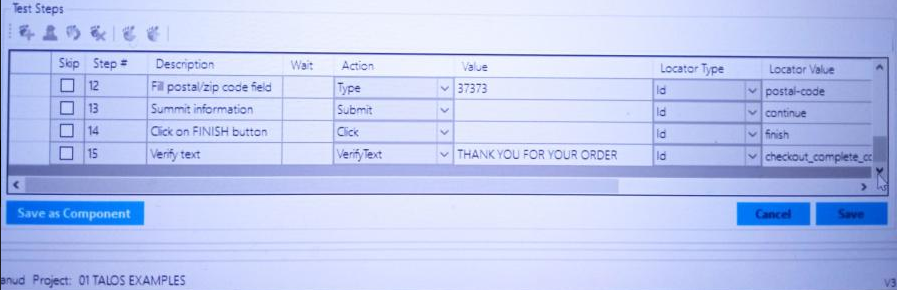 Test Steps
Skip Step # Description Wait Action Value Locator Type Locator Value
12 Fill postal/zip code field Type 37373 Id postal-code
13 Summit information Submit Id continue
14 Click on FINISH button Click Id finish
15 Verify text VerifyText THANK YOU FOR YOUR ORDER Id checkout_complete_cc
Save as Component Cancel Save
anud Project: 01 TALOS EXAMPLES V3